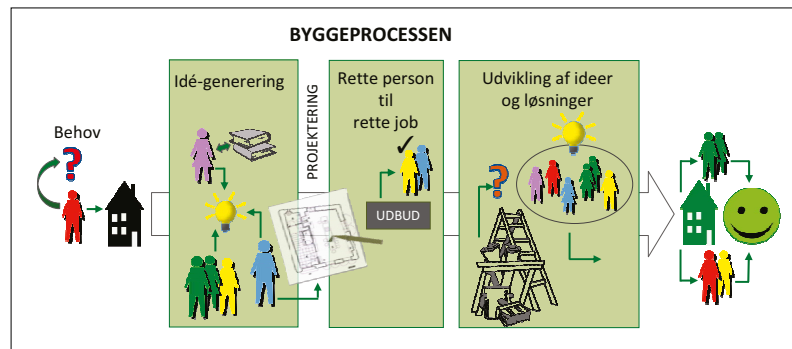 BYGGEPROCESSEN
Behov
?
Idé-generering
PROJEKTERING
Rette person
til
rette job
UDBUD
Udvikling af ideer
og løsninger
?